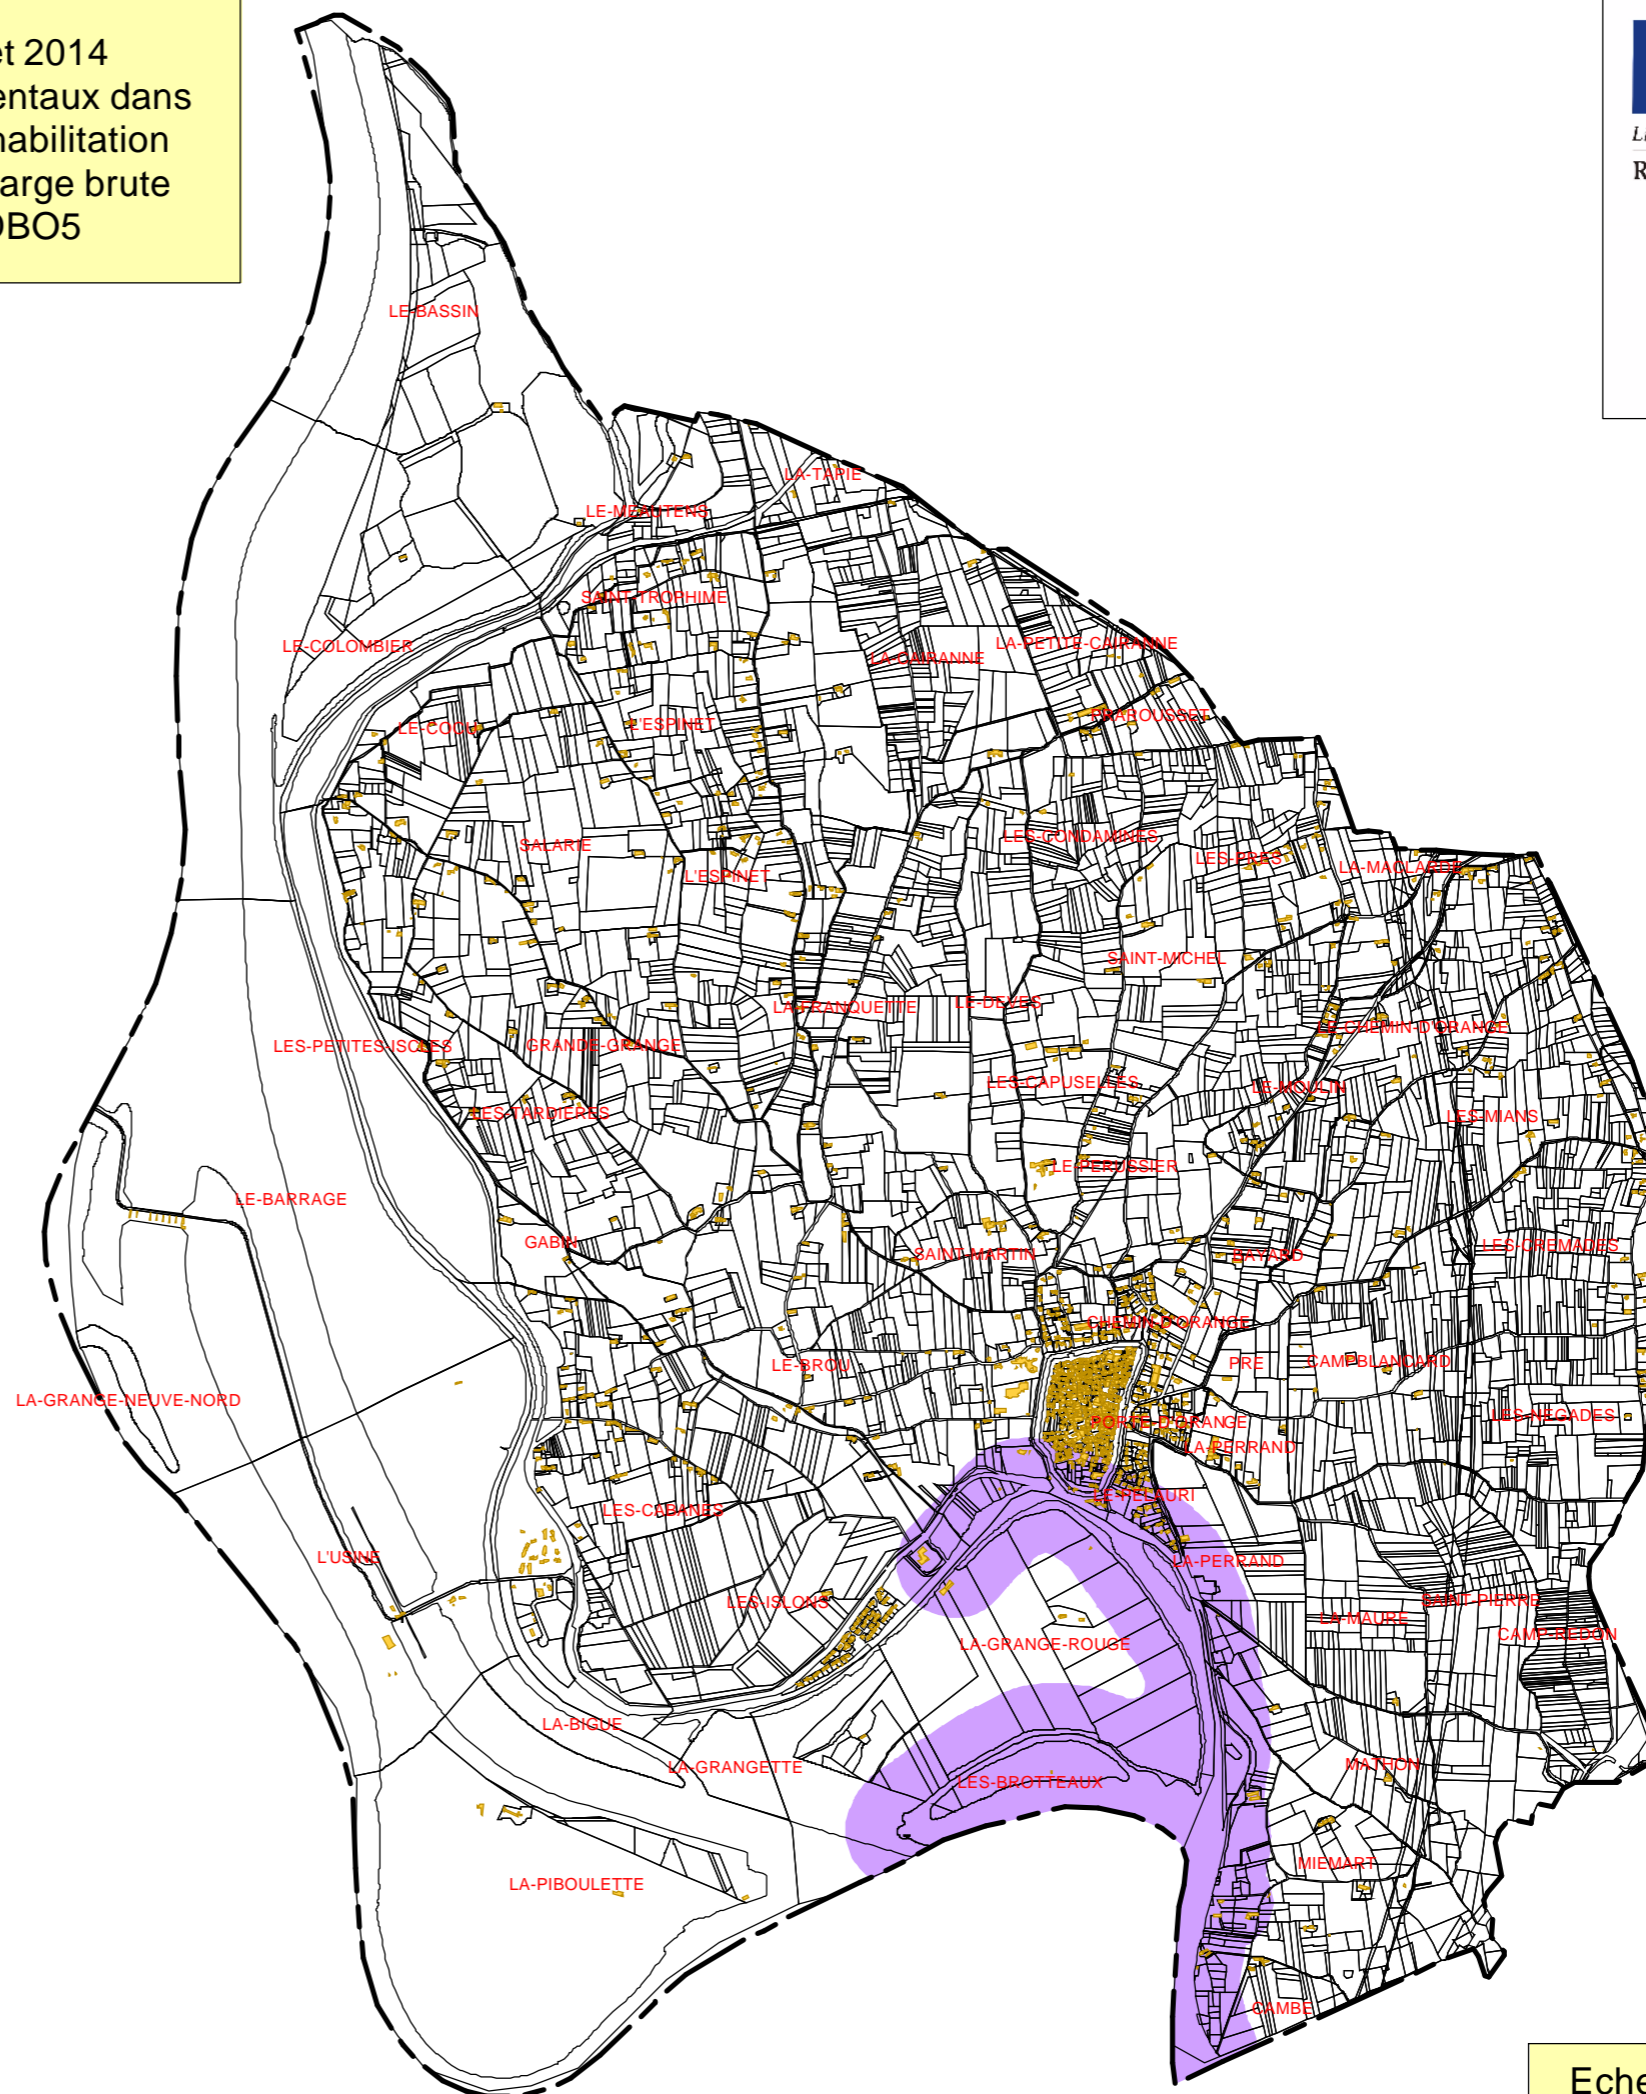 et 2014
entaux dans
habilitation
arge brute
DBO5
R
LE-BASSIN
LA-TAPIE
LE-MEAUTENS
SAINT-TROPHIME
LE-COLOMBIER
LA-PETITE-CAIRANNE
LA-CAIRANNE
PRAROUSSET
LE-COCU
L'ESPINET
LES-CONDAMINES
SALARIE
LES-PRES
LA-MACLARDE
L'ESPINET
SAINT-MICHEL
LA-FRANQUETTE
LE-DEVES
LE-CHEMIN-D'ORANGE
LES-PETITES-ISCLES
GRANDE-GRANGE
LES-CAPUSELLES
LE-MOULIN
LES-TARDIERES
LES-MIANS
LE-PERUSSIER
LE-BARRAGE
GABIN
SAINT-MARTIN
BAYARD
LES-CREMADES
CHEMIN-D'ORANGE
LE-BROU
PRE
CAMPBLANCARD
LA-GRANGE-NEUVE-NORD
PORTE-D'ORANGE
LES-NEGADES
LA-PERRAND
LE-PELAURI
LES-CABANES
L'USINE
LA-PERRAND
LES-ISLONS
SAINT-PIERRE
LA-MAURE
CAMP-REDON
LA-GRANGE-ROUGE
LA-BIGUE
LA-GRANGETTE
MATHON
LES-BROTTEAUX
MIEMART
LA-PIBOULETTE
CAMBE
Eche